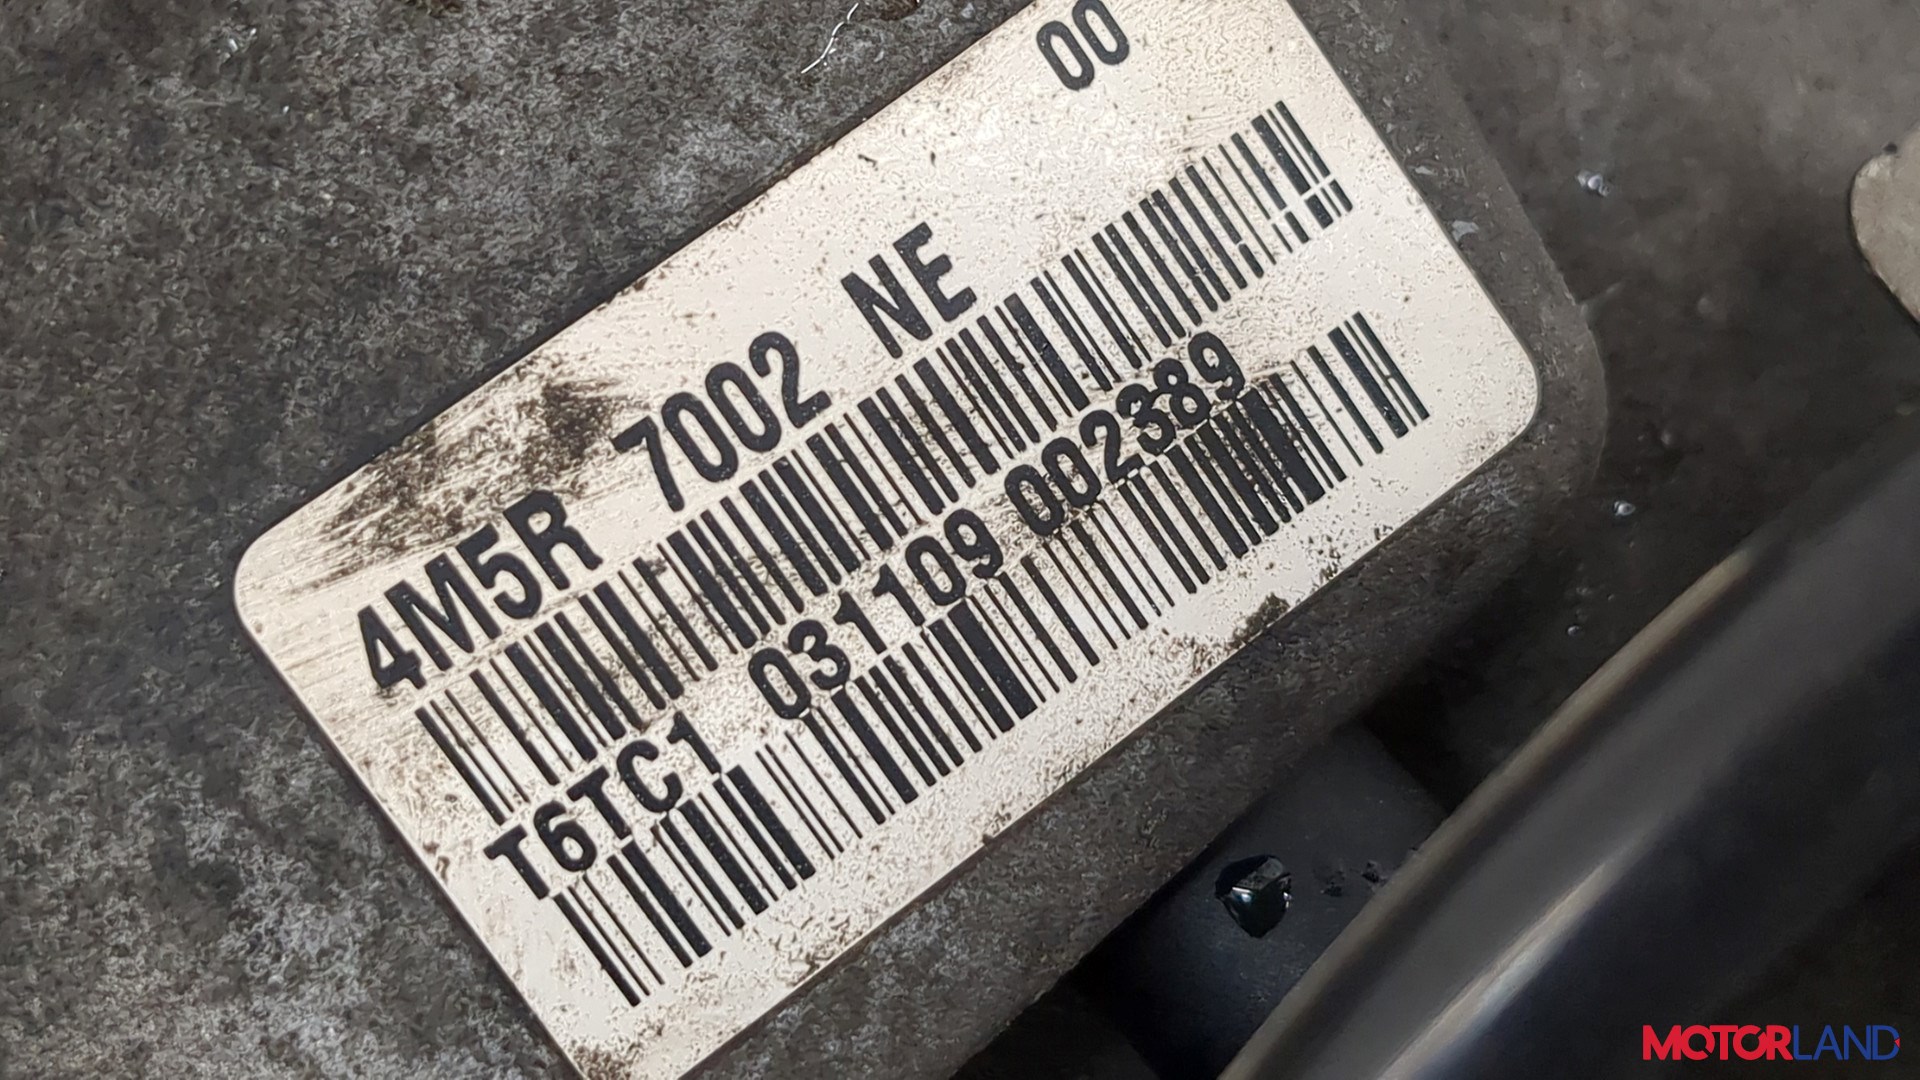 00
4M5R 7002 NE
T6TC1 031109 002389
MOTORLAND